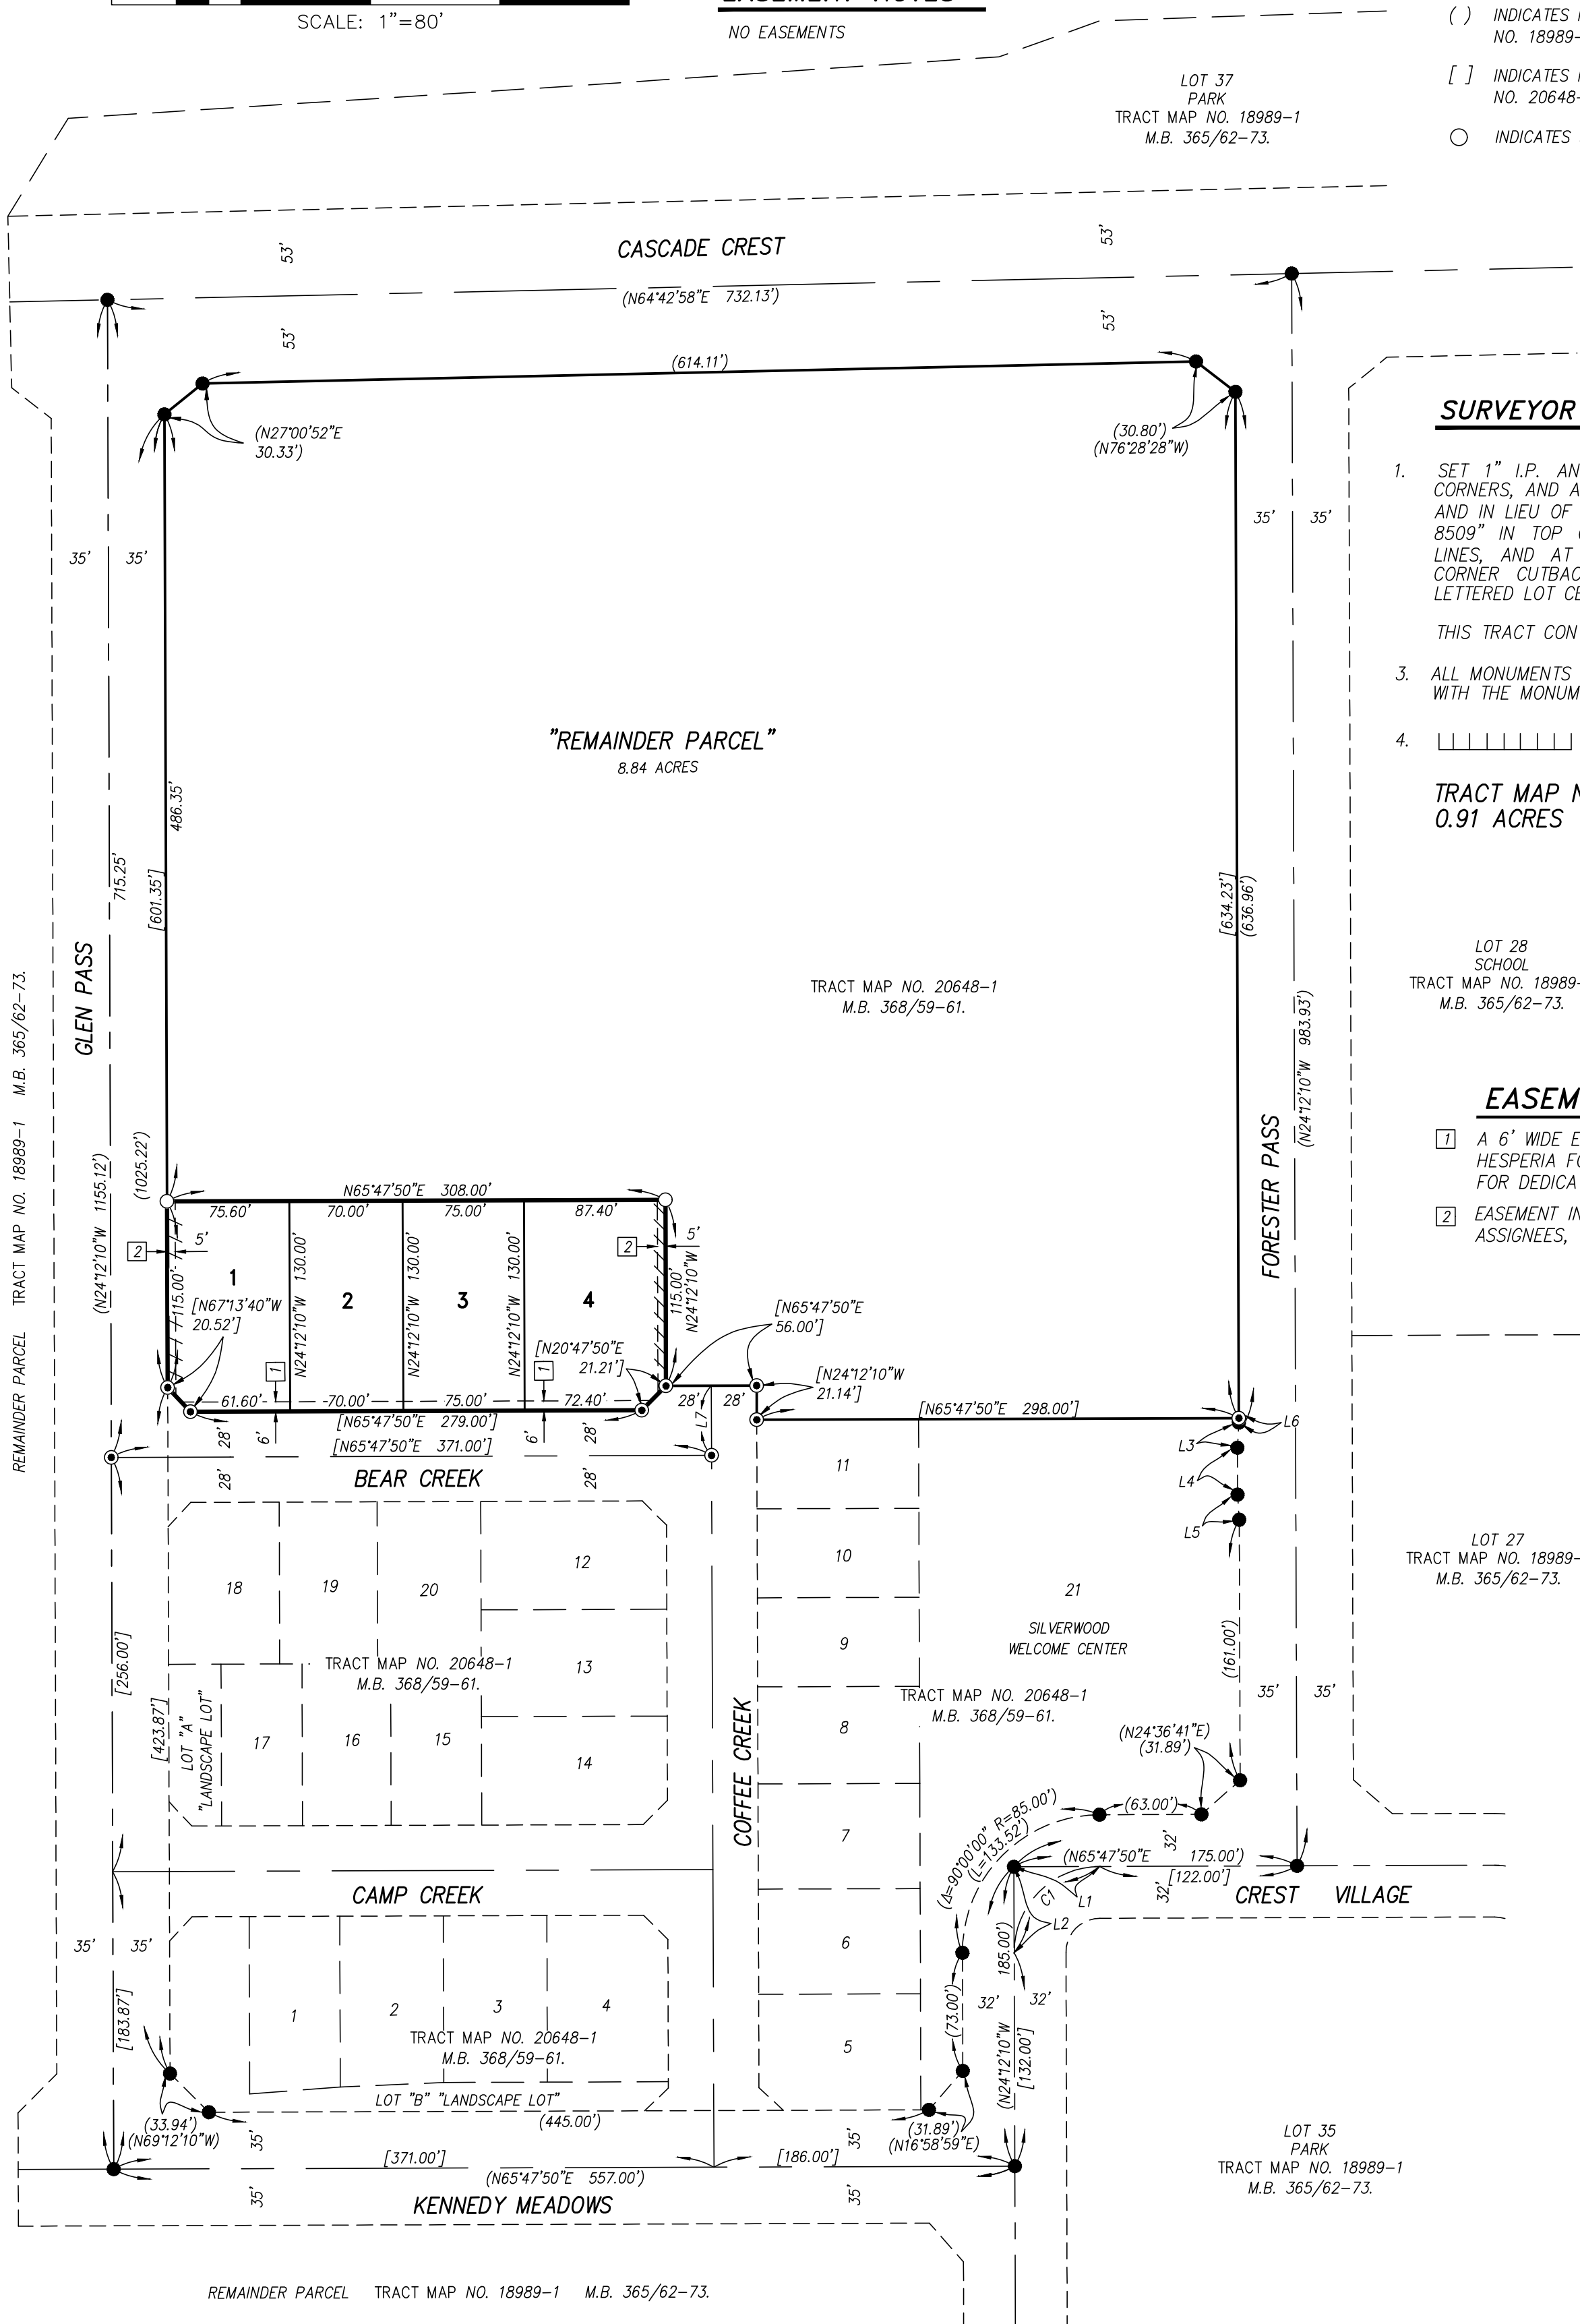 SCALE: 1"=80'
NO EASEMENTS
( ) INDICATES
NO. 18989-
[ ] INDICATES
NO. 20648-
INDICATES
LOT 37
PARK
TRACT MAP NO. 18989-1
M.B. 365/62-73.
53'
CASCADE CREST
53'
(N64°42'58"E 732.13')
53'
53'
(614.11')
(N27°00'52"E
30.33')
(30.80')
(N76°28'28"W)
SURVEYOR
1. SET 1" I.P. AN
CORNERS, AND A
AND IN LIEU OF
8509" IN TOP
LINES, AND AT
CORNER CUTBAC
LETTERED LOT CE
THIS TRACT CON
3. ALL MONUMENTS
WITH THE MONUM
4.
TRACT MAP N
0.91 ACRES
35'
35'
35'
35'
"REMAINDER PARCEL"
8.84 ACRES
486.35'
715.25'
[601.35']
[634.23']
(636.96')
TRACT MAP NO. 20648-1
M.B. 368/59-61.
LOT 28
SCHOOL
TRACT MAP NO. 18989-
M.B. 365/62-73.
GLEN PASS
REMAINDER PARCEL TRACT MAP NO. 18989-1 M.B. 365/62-73.
(N24°12'10"W 1155.12')
(1025.22')
(N24°12'10"W 983.93')
FORESTER PASS
EASEM
1 A 6' WIDE E
HESPERIA FO
FOR DEDICA
2 EASEMENT IN
ASSIGNEES,
N65°47'50"E 308.00'
75.60'
70.00'
75.00'
87.40'
2
5'
2
5'
115.00'
1
N24°12'10"W 130.00'
2
N24°12'10"W 130.00'
3
N24°12'10"W 130.00'
4
115.00'
N24°12'10"W
[N67°13'40"W
20.52']
[N20°47'50"E
21.21']
[N65°47'50"E
56.00']
[N24°12'10"W
21.14']
1
1
61.60'
70.00'
75.00'
72.40'
28'
28'
L7
[N65°47'50"E 279.00']
[N65°47'50"E 298.00']
28'
6'
6'
28'
[N65°47'50"E 371.00']
BEAR CREEK
28'
28'
L6
L3
L4
L5
11
10
9
8
7
6
5
12
13
14
18
19
20
TRACT MAP NO. 20648-1
M.B. 368/59-61.
17
16
15
LOT "A"
"LANDSCAPE LOT"
[256.00']
[423.87']
COFFEE CREEK
21
SILVERWOOD
WELCOME CENTER
TRACT MAP NO. 20648-1
M.B. 368/59-61.
(161.00')
35'
35'
LOT 27
TRACT MAP NO. 18989-
M.B. 365/62-73.
(N24°36'41"E)
(31.89')
(63.00')
(Δ=90°00'00" R=85.00')
(L=133.52')
32'
(N65°47'50"E 175.00')
[122.00']
32'
C1
L1
L2
CREST VILLAGE
CAMP CREEK
35'
35'
[183.87']
1
2
3
4
TRACT MAP NO. 20648-1
M.B. 368/59-61.
LOT "B" "LANDSCAPE LOT"
(445.00')
(73.00')
185.00')
32'
32'
(N24°12'10"W
[132.00']
(33.94')
(N69°12'10"W)
35'
35'
(31.89')
(N16°58'59"E)
[371.00']
[186.00']
(N65°47'50"E 557.00')
KENNEDY MEADOWS
35'
35'
LOT 35
PARK
TRACT MAP NO. 18989-1
M.B. 365/62-73.
REMAINDER PARCEL TRACT MAP NO. 18989-1 M.B. 365/62-73.